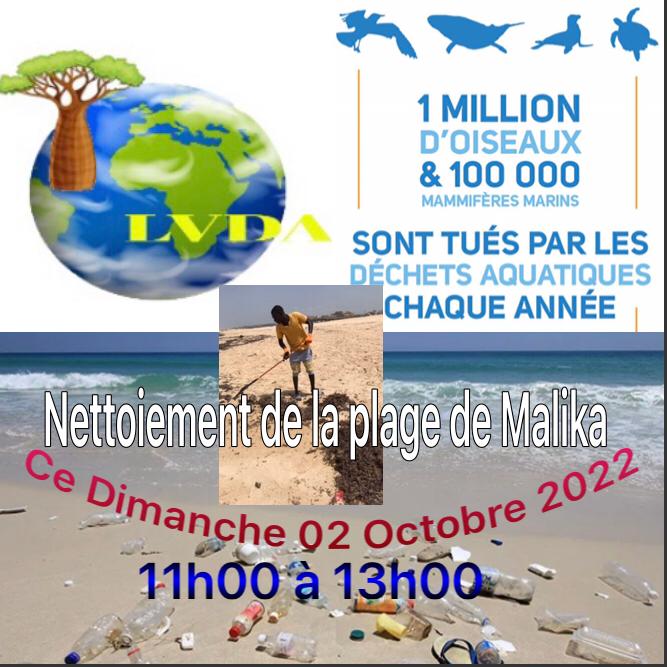 LVDA
1 MILLION
D'OISEAUX
& 100 000
MAMMIFÈRES MARINS
SONT TUÉS PAR LES
DÉCHETS AQUATIQUES
CHAQUE ANNÉE
Nettoiement de la plage de Malika
Ce Dimanche 02 Octobre 2022
11h00 à 13h00